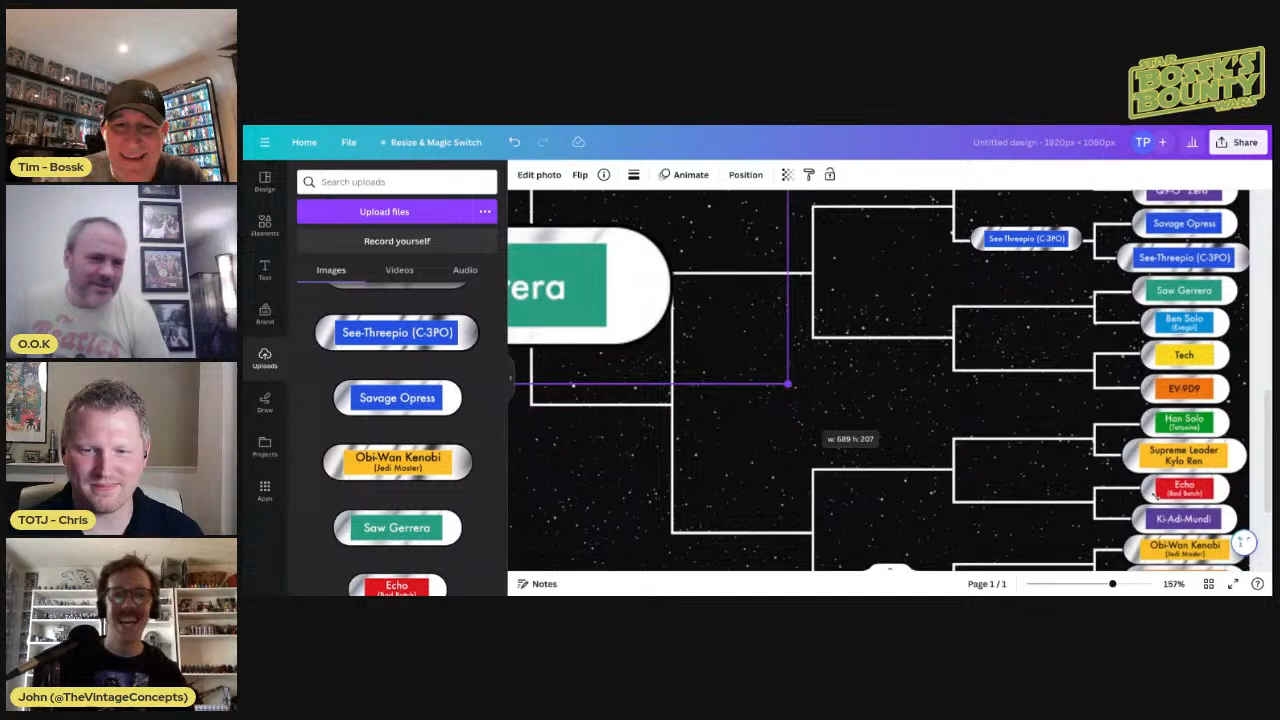 Tim - Bossk
O.O.K
TOTJ - Chris
John (@TheVintageConcepts)
STAR
BOSSK'S
BOUNTY
WARS
Home
File
Resize & Magic Switch
Untitled design - 1920px × 1080px
TP
+
Share
Design
Elements
Text
Brand
Uploads
Draw
Projects
Apps
Search uploads
Upload files
Record yourself
Images
Videos
Audio
See-Threepio (C-3PO)
Savage Opress
Obi-Wan Kenobi
(Jedi Master)
Saw Gerrera
Echo
(Bad Batch)
Edit photo
Flip
Animate
Position
rera
w: 689 h: 207
See-Threepio (C-3PO)
Savage Opress
See-Threepio (C-3PO)
Saw Gerrera
Ben Solo
(Exegol)
Tech
EV-9D9
Han Solo
(Tatooine)
Supreme Leader
Kylo Ren
Echo
(Bad Batch)
Ki-Adi-Mundi
Obi-Wan Kenobi
(Jedi Master)
Notes
Page 1 / 1
157%